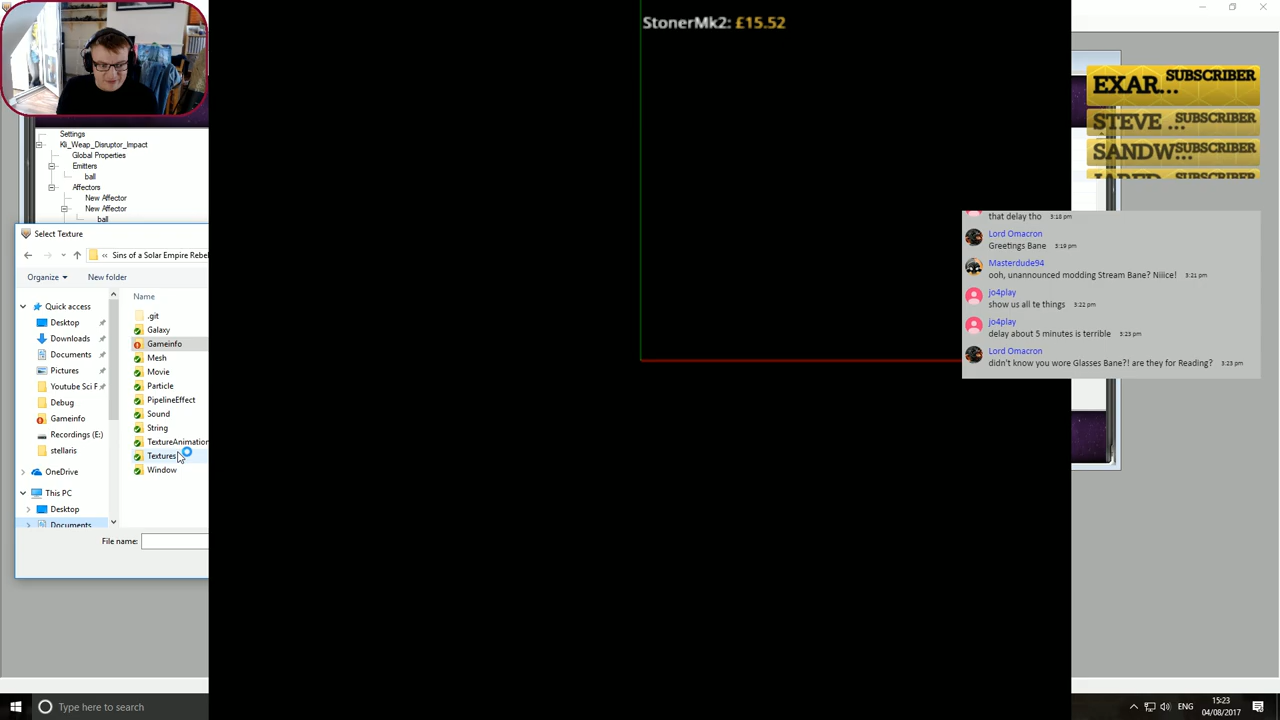 StonerMk2: £15.52
EXAR... SUBSCRIBER
STEVE ... SUBSCRIBER
SANDW... SUBSCRIBER
SUBSCRIBER
Settings
Kli_Weap_Disruptor_Impact
Global Properties
Emitters
ball
Affectors
New Affector
New Affector
ball
Select Texture
« Sins of a Solar Empire Rebel
Organize
New folder
Name
Quick access
Desktop
Downloads
Documents
Pictures
Youtube Sci F
Debug
Gameinfo
Recordings (E:)
stellaris
OneDrive
This PC
Desktop
Documents
.git
Galaxy
Gameinfo
Mesh
Movie
Particle
PipelineEffect
Sound
String
TextureAnimation
Textures
Window
File name:
that delay tho 3:18 pm
Lord Omacron
Greetings Bane 3:19 pm
Masterdude94
ooh, unannounced modding Stream Bane? Niiice! 3:21 pm
jo4play
show us all te things 3:22 pm
jo4play
delay about 5 minutes is terrible 3:23 pm
Lord Omacron
didn't know you wore Glasses Bane?! are they for Reading? 3:23 pm
Type here to search
ENG
15:23
04/08/2017